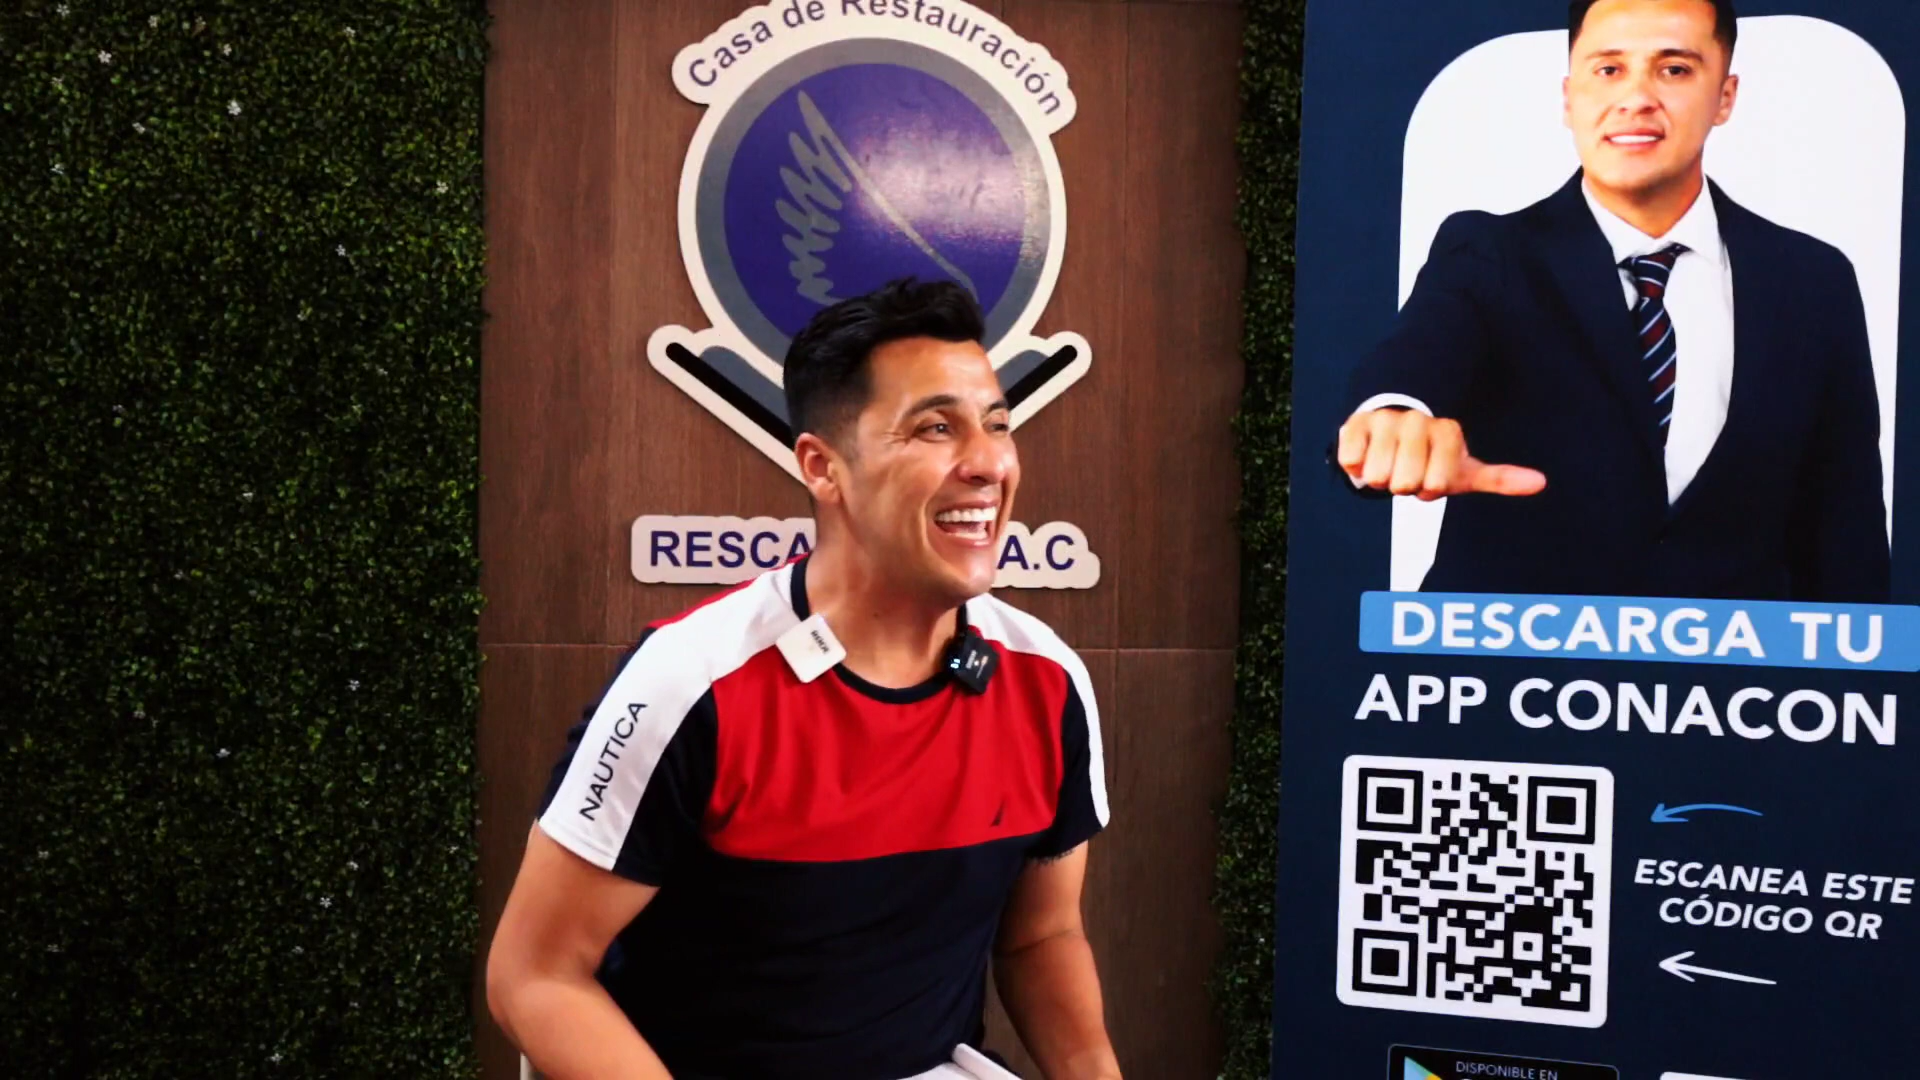 Casa de Restauración
RESCA
A.C
NAUTICA
DESCARGA TU
APP CONACON
ESCANEA ESTE
CÓDIGO QR
DISPONIBLE EN